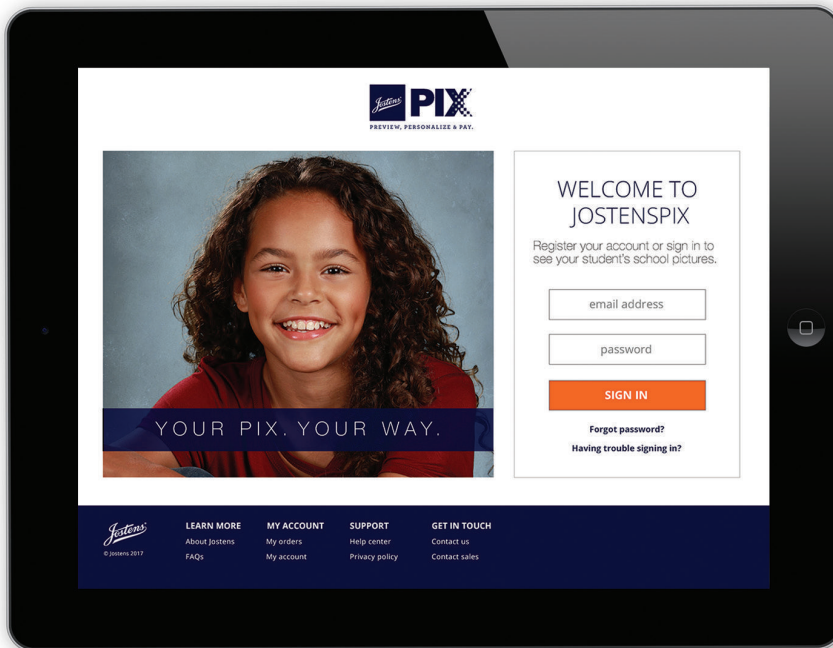 Jostens
PIX
PREVIEW, PERSONALIZE & PAY.
YOUR PIX. YOUR WAY.
WELCOME TO
JOSTENSPIX
Register your account or sign in to
see your student's school pictures.
email address
password
SIGN IN
Forgot password?
Having trouble signing in?
Jostens
© Jostens 2017
LEARN MORE
About Jostens
FAQs
MY ACCOUNT
My orders
My account
SUPPORT
Help center
Privacy policy
GET IN TOUCH
Contact us
Contact sales